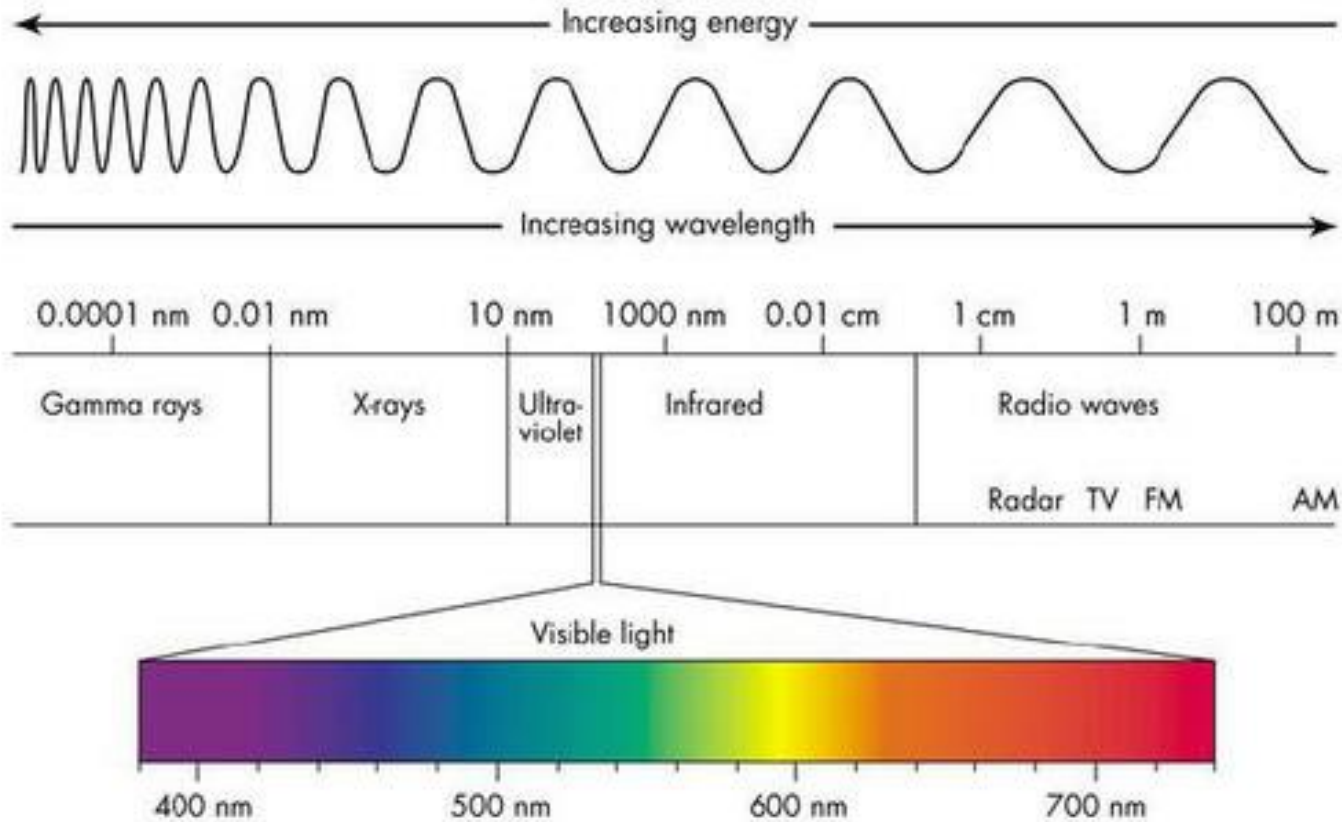 Increasing energy
Increasing wavelength
0.0001 nm 0.01 nm 10 nm 1000 nm 0.01 cm 1 cm 1 m 100 m
Gamma rays X-rays Ultra- Infrared Radio waves
violet
Radar TV FM AM
Visible light
400 nm 500 nm 600 nm 700 nm